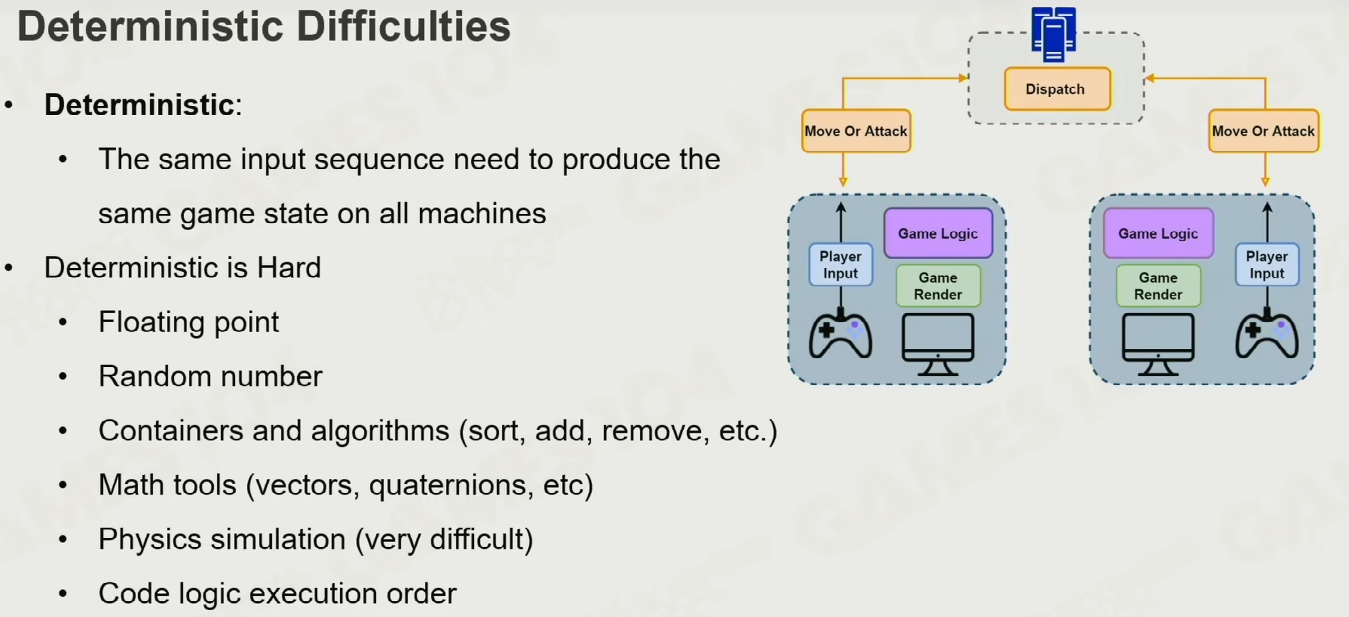 Deterministic Difficulties
• Deterministic:
• The same input sequence need to produce the
same game state on all machines
• Deterministic is Hard
• Floating point
• Random number
• Containers and algorithms (sort, add, remove, etc.)
• Math tools (vectors, quaternions, etc)
• Physics simulation (very difficult)
• Code logic execution order
Dispatch
Move Or Attack
Move Or Attack
Game Logic
Player
Input
Game
Render
Game Logic
Game
Render
Player
Input
GAMES 104